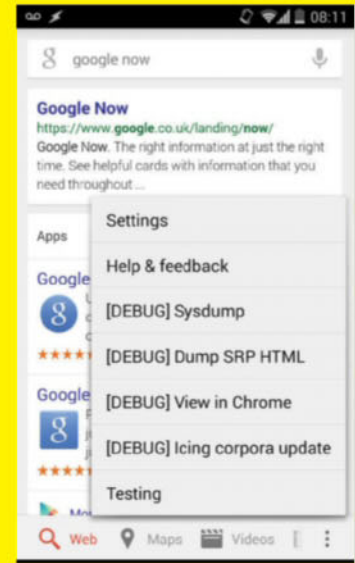 08:11
google now
Google Now
https://www.google.co.uk/landing/now/
Google Now. The right information at just the right
time. See helpful cards with information that you
need throughout ...
Apps
Settings
Help & feedback
Google
[DEBUG] Sysdump
[DEBUG] Dump SRP HTML
Google
[DEBUG] View in Chrome
[DEBUG] Icing corpora update
Testing
Web Maps Videos